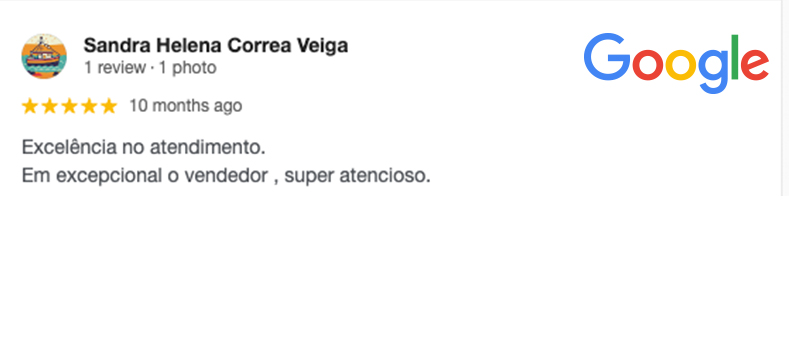 Sandra Helena Correa Veiga
Google
1 review · 1 photo
10 months ago
Excelência no atendimento.
Em excepcional o vendedor , super atencioso.